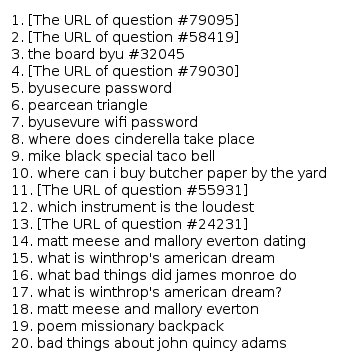 1. [The URL of question #79095]
2. [The URL of question #58419]
3. the board byu #32045
4. [The URL of question #79030]
5. byusecure password
6. pearcean triangle
7. byusevure wifi password
8. where does cinderella take place
9. mike black special taco bell
10. where can i buy butcher paper by the yard
11. [The URL of question #55931]
12. which instrument is the loudest
13. [The URL of question #24231]
14. matt meese and mallory everton dating
15. what is winthrop's american dream
16. what bad things did james monroe do
17. what is winthrop's american dream?
18. matt meese and mallory everton
19. poem missionary backpack
20. bad things about john quincy adams